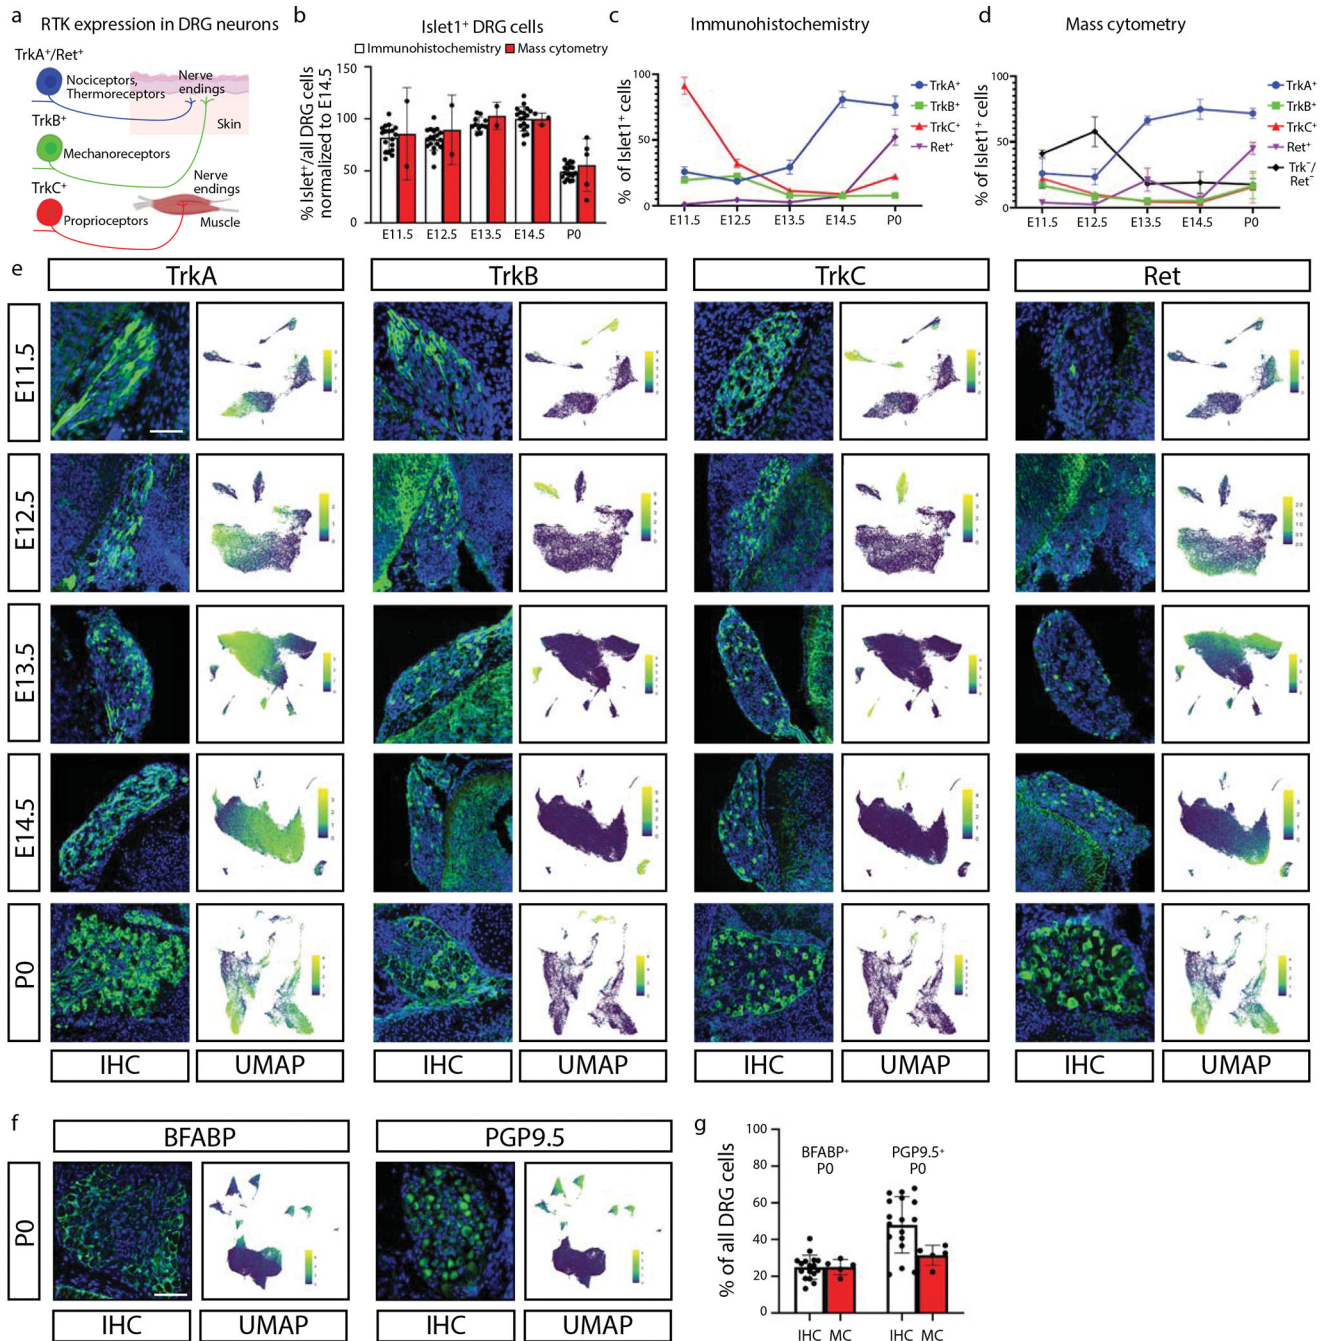 a
RTK expression in DRG neurons
TrkA⁺/Ret⁺
Nociceptors,
Thermoreceptors
Nerve
endings
Skin
TrkB⁺
Mechanoreceptors
TrkC⁺
Proprioceptors
Nerve
endings
Muscle
b
Islet1⁺ DRG cells
Immunohistochemistry
Mass cytometry
% Islet⁺/all DRG cells
normalized to E14.5
150
100
50
0
E11.5 E12.5 E13.5 E14.5 P0
c
Immunohistochemistry
% of Islet1⁺ cells
100
50
0
E11.5 E12.5 E13.5 E14.5 P0
TrkA⁺
TrkB⁺
TrkC⁺
Ret⁺
d
Mass cytometry
% of Islet1⁺ cells
100
50
0
E11.5 E12.5 E13.5 E14.5 P0
TrkA⁺
TrkB⁺
TrkC⁺
Ret⁺
Trk⁻/
Ret⁻
e
TrkA TrkB TrkC Ret
E11.5
E12.5
E13.5
E14.5
P0
IHC UMAP IHC UMAP IHC UMAP IHC UMAP
f
BFABP PGP9.5
P0
IHC UMAP IHC UMAP
g
% of all DRG cells
100
80
60
40
20
0
BFABP⁺
P0
PGP9.5⁺
P0
IHC MC IHC MC